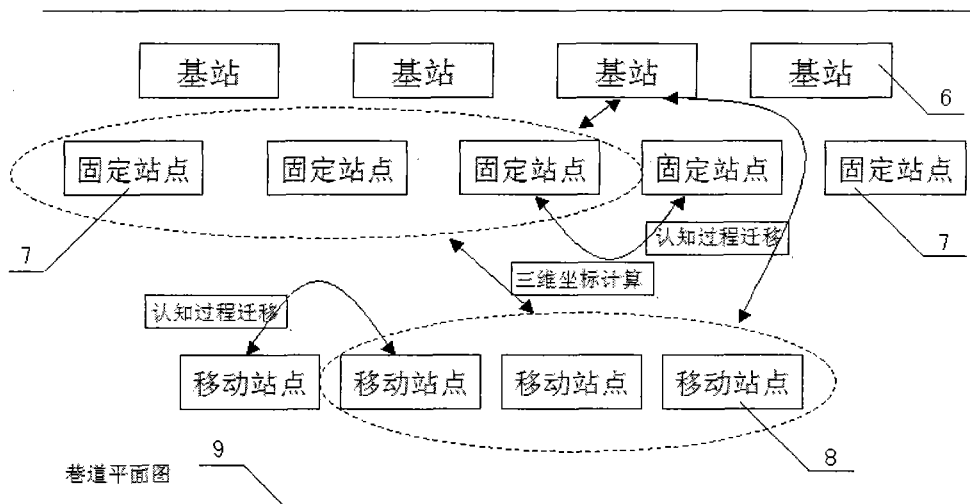 基站 基站 基站 基站
6
固定站点 固定站点 固定站点 固定站点 固定站点
7 认知过程迁移 7
三维坐标计算
认知过程迁移
移动站点 移动站点 移动站点 移动站点
巷道平面图 9 8